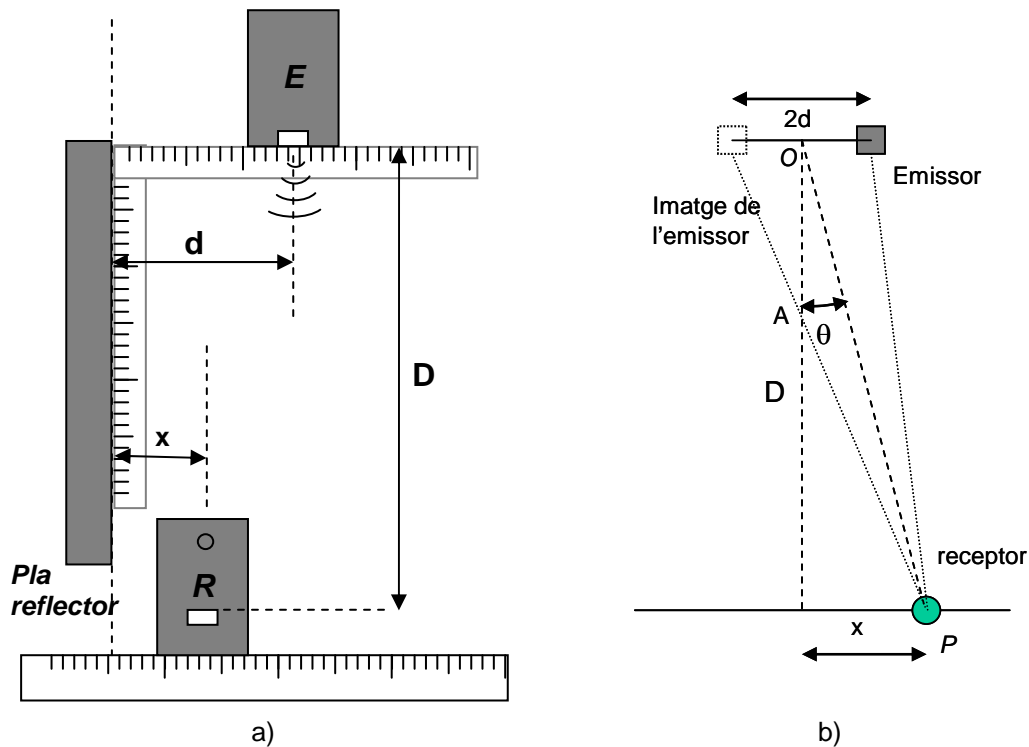 E
d
D
x
R
Pla
reflector
a)
2d
O
Emissor
Imatge de
l'emissor
A
θ
D
receptor
x
P
b)